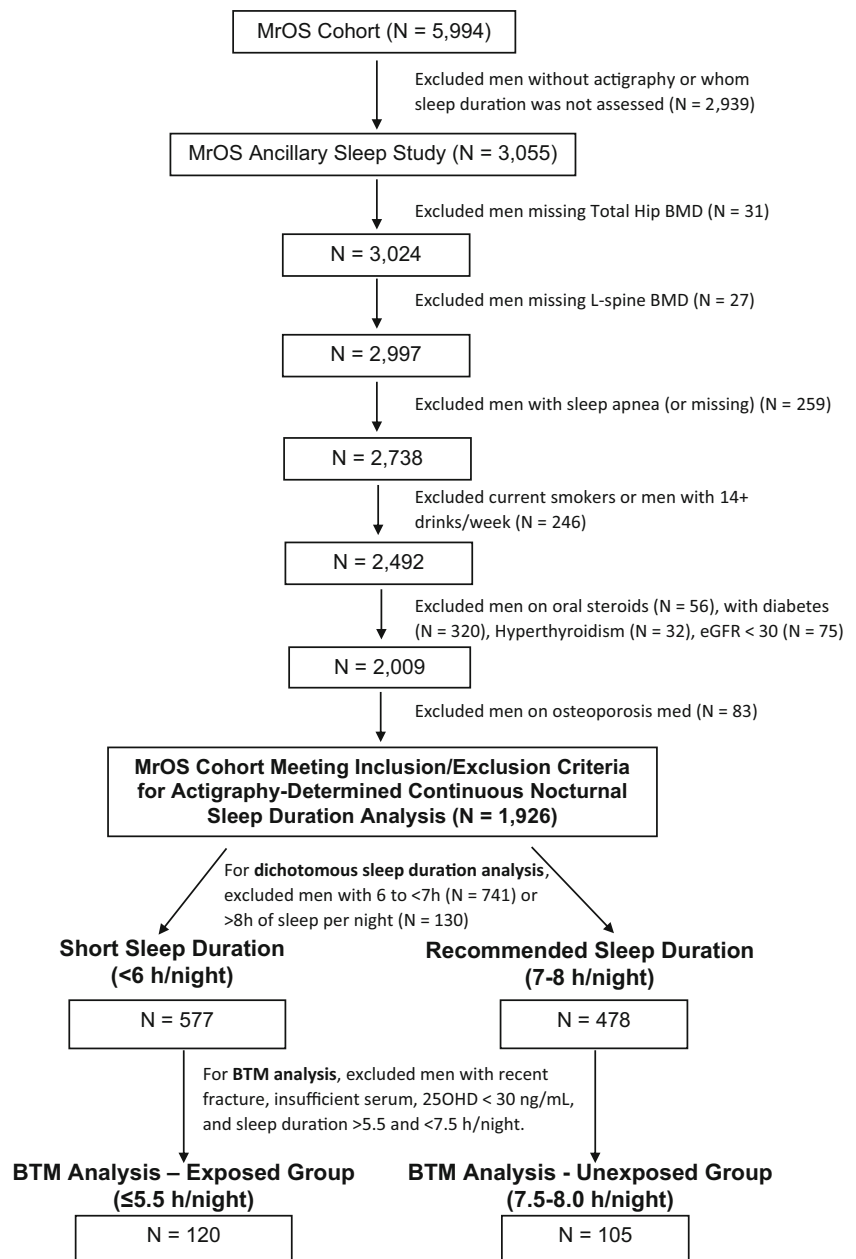 MrOS Cohort (N = 5,994)
Excluded men without actigraphy or whom
sleep duration was not assessed (N = 2,939)
MrOS Ancillary Sleep Study (N = 3,055)
Excluded men missing Total Hip BMD (N = 31)
N = 3,024
Excluded men missing L-spine BMD (N = 27)
N = 2,997
Excluded men with sleep apnea (or missing) (N = 259)
N = 2,738
Excluded current smokers or men with 14+
drinks/week (N = 246)
N = 2,492
Excluded men on oral steroids (N = 56), with diabetes
(N = 320), Hyperthyroidism (N = 32), eGFR < 30 (N = 75)
N = 2,009
Excluded men on osteoporosis med (N = 83)
MrOS Cohort Meeting Inclusion/Exclusion Criteria
for Actigraphy-Determined Continuous Nocturnal
Sleep Duration Analysis (N = 1,926)
For dichotomous sleep duration analysis,
excluded men with 6 to <7h (N = 741) or
>8h of sleep per night (N = 130)
Short Sleep Duration
(<6 h/night)
N = 577
Recommended Sleep Duration
(7-8 h/night)
N = 478
For BTM analysis, excluded men with recent
fracture, insufficient serum, 25OHD < 30 ng/mL,
and sleep duration >5.5 and <7.5 h/night.
BTM Analysis – Exposed Group
(≤5.5 h/night)
N = 120
BTM Analysis - Unexposed Group
(7.5-8.0 h/night)
N = 105